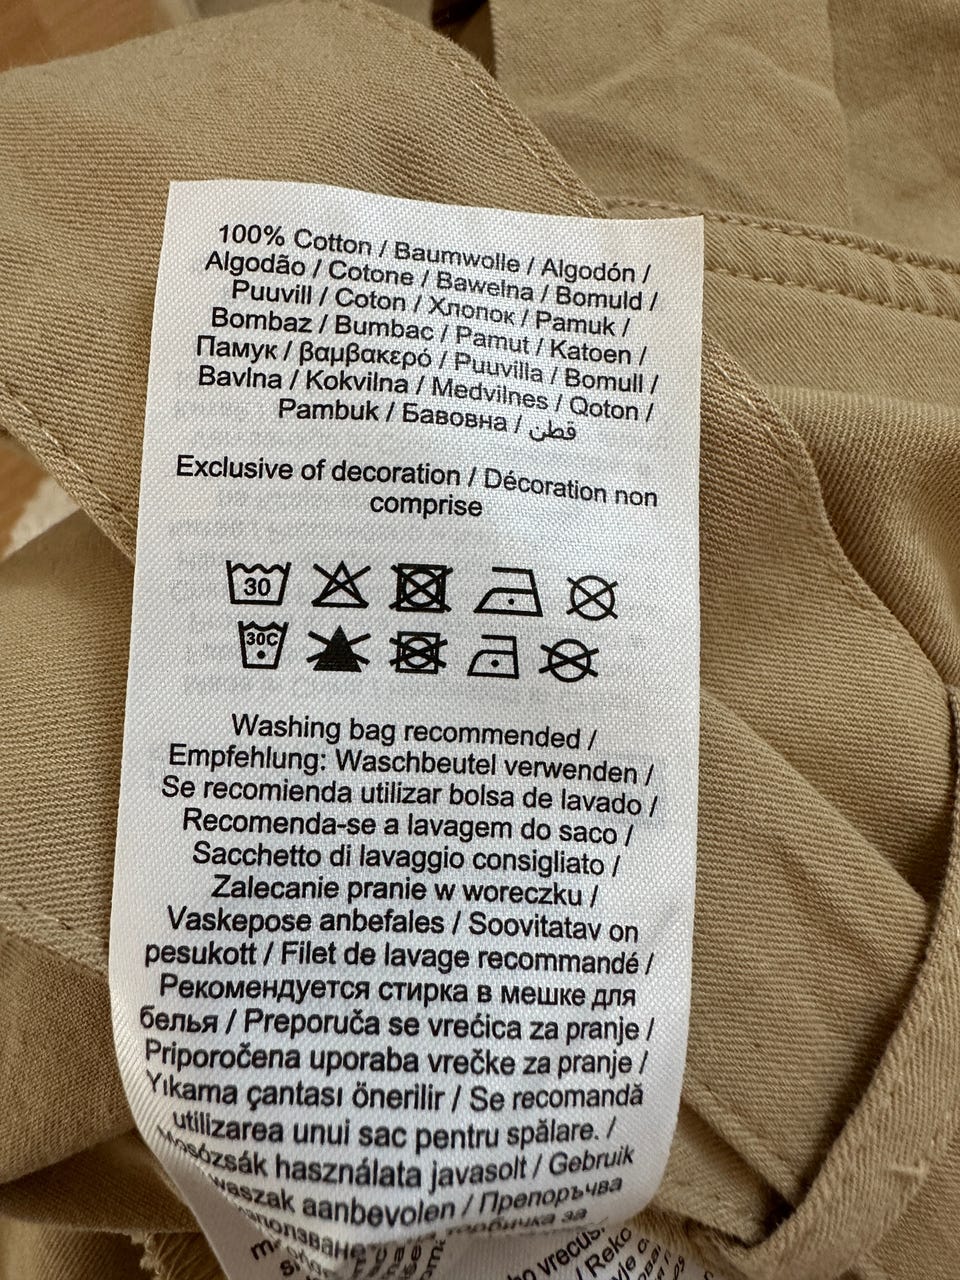 100% Cotton / Baumwolle / Algodón /
Algodão / Cotone / Bawełna / Bomuld /
Puuvill / Coton / Хлопок / Pamuk /
Bombaz / Bumbac / Pamut / Katoen /
Памук / βαμβακερό / Puuvilla / Bomull /
Bavlna / Kokvilna / Medvilnes / Qoton /
Pambuk / Бавовна / قطن
Exclusive of decoration / Décoration non
comprise
30
30C
Washing bag recommended /
Empfehlung: Waschbeutel verwenden /
Se recomienda utilizar bolsa de lavado /
Recomenda-se a lavagem do saco /
Sacchetto di lavaggio consigliato /
Zalecanie pranie w woreczku /
Vaskepose anbefales / Soovitatav on
pesukott / Filet de lavage recommandé /
Рекомендуется стирка в мешке для
белья / Preporuča se vrećica za pranje /
Priporočena uporaba vrečke za pranje /
Yıkama çantası önerilir / Se recomandă
utilizarea unui sac pentru spălare. /
Mosózsák használata javasolt / Gebruik
waszak aanbevolen / Препоръчва
торбичка за